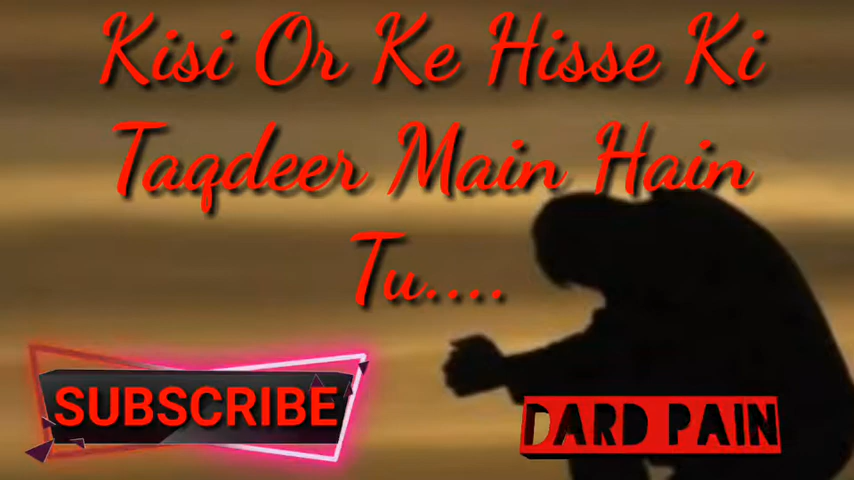 Kisi Or Ke Hisse Ki
Taqdeer Main Hain
Tu....
SUBSCRIBE
DARD PAIN